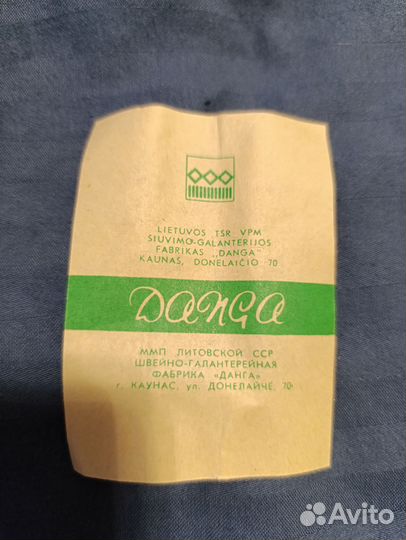 LIETUVOS TSR VPM
SIUVIMO-GALANTERIJOS
FABRIKAS „DANGA"
KAUNAS, DONELAIČIO 70
DANGA
ММП ЛИТОВСКОЙ ССР
ШВЕЙНО-ГАЛАНТЕРЕЙНАЯ
ФАБРИКА «ДАНГА»
г. КАУНАС, ул. ДОНЕЛАЙЧЕ, 70
Avito